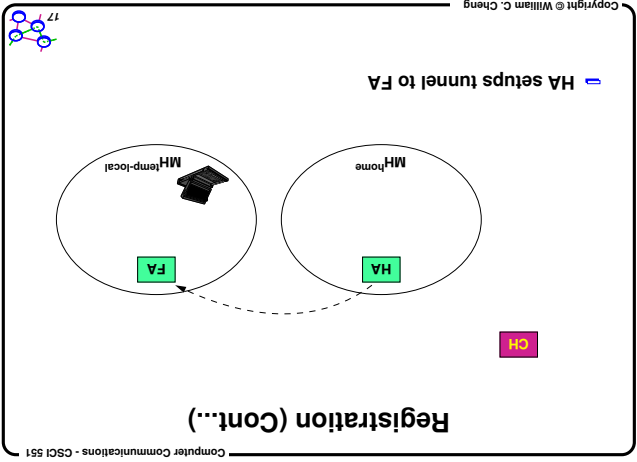 Computer Communications - CSCI 551
Registration (Cont...)
CH
HA
FA
MHhome
MHtemp-local
HA setups tunnel to FA
17
Copyright © William C. Cheng